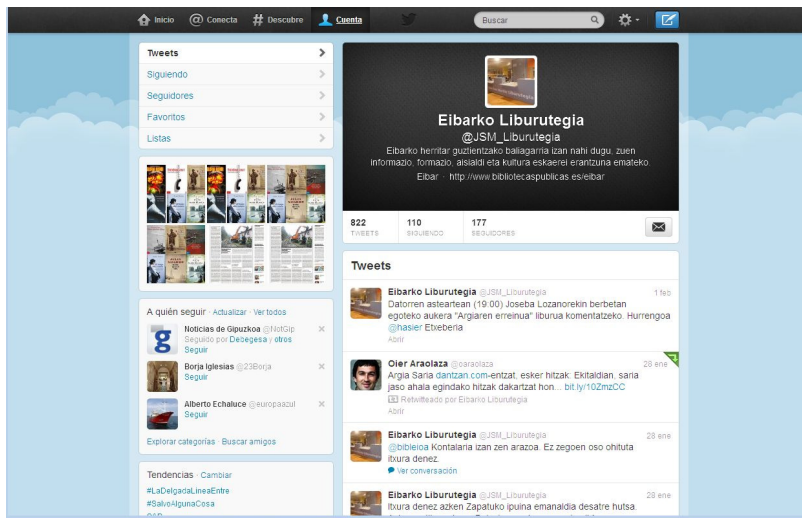 Inicio
Conecta
Descubre
Cuenta
Buscar
Tweets
Siguiendo
Seguidores
Favoritos
Listas
A quién seguir · Actualizar · Ver todos
Noticias de Gipuzkoa @NotGip
Seguido por Debegesa y otros
Seguir
Borja Iglesias @23Borja
Seguir
Alberto Echaluce @europaazul
Seguir
Explorar categorías · Buscar amigos
Tendencias · Cambiar
#LaDelgadaLineaEntre
#SalvoAlgunaCosa
Eibarko Liburutegia
@JSM_Liburutegia
Eibarko herritar guztientzako baliagarria izan nahi dugu, zuen
informazio, formazio, aisialdi eta kultura eskaerei erantzuna emateko.
Eibar · http://www.bibliotecaspublicas.es/eibar
822
TWEETS
110
SIGUIENDO
177
SEGUIDORES
Tweets
Eibarko Liburutegia @JSM_Liburutegia 1 feb
Datorren asteartean (19:00) Joseba Lozanorekin berbetan
egoteko aukera "Argiaren erreinua" liburua komentatzeko. Hurrengoa
@hasier Etxeberia
Abrir
Oier Araolaza @oaraolaza 28 ene
Argia Saria dantzan.com-entzat, esker hitzak: Ekitaldian, saria
jaso ahala egindako hitzak dakartzat hon... bit.ly/10ZmzCC
Retwitteado por Eibarko Liburutegia
Abrir
Eibarko Liburutegia @JSM_Liburutegia 28 ene
@bibleioa Kontalaria izan zen arazoa. Ez zegoen oso ohituta
itxura denez.
Ver conversación
Eibarko Liburutegia @JSM_Liburutegia 28 ene
Itxura denez azken Zapatuko ipuina emanaldia desatre hutsa.